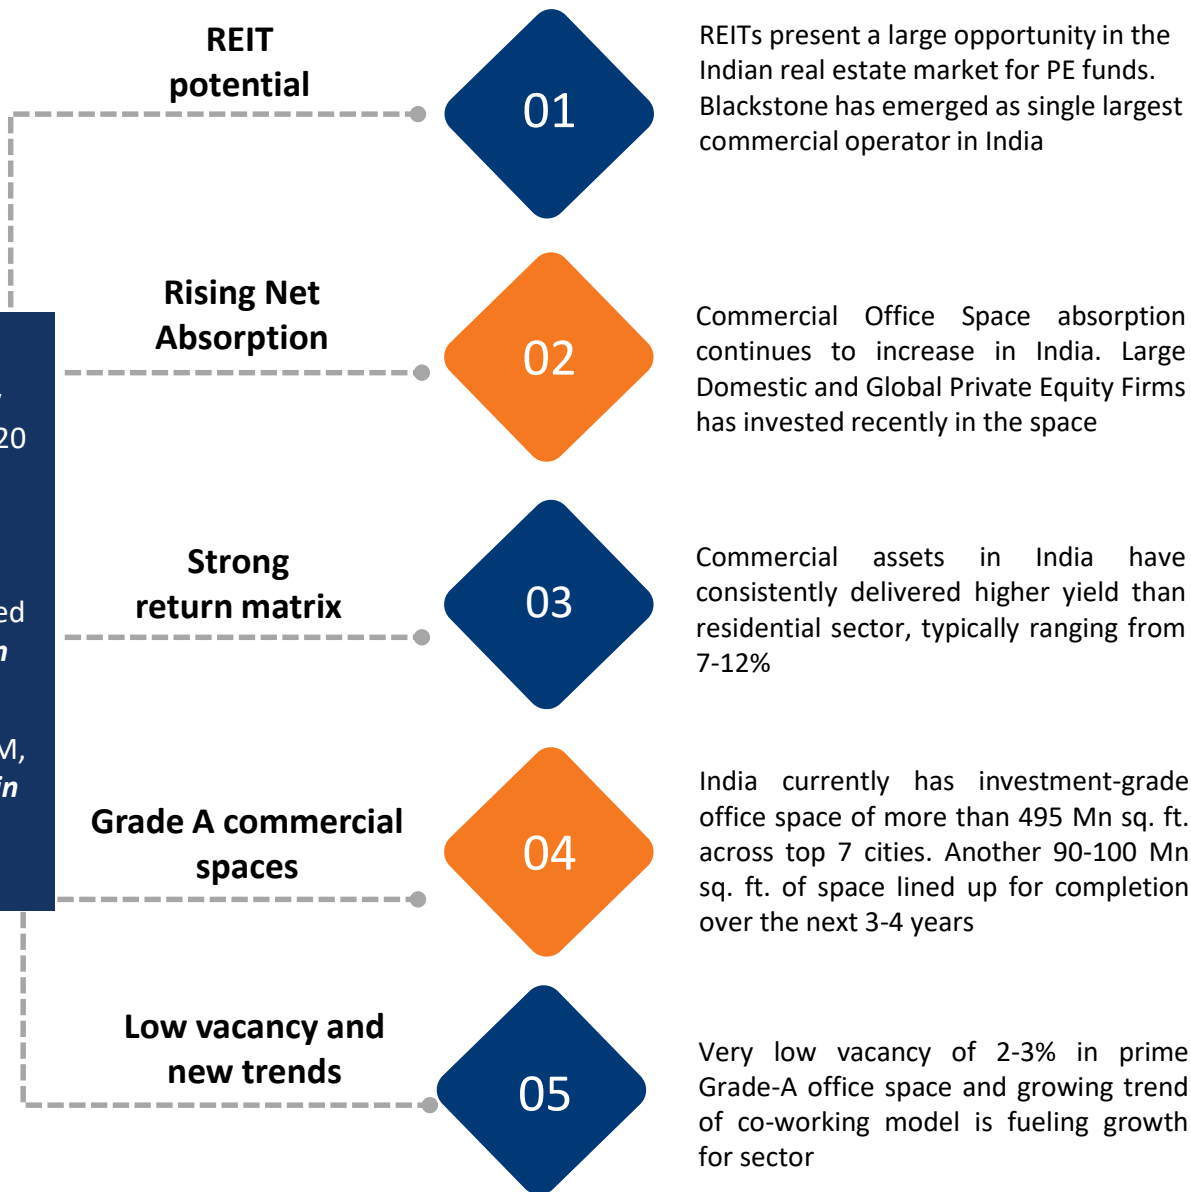 REIT
potential
01
REITs present a large opportunity in the
Indian real estate market for PE funds.
Blackstone has emerged as single largest
commercial operator in India
Rising Net
Absorption
02
Commercial Office Space absorption
continues to increase in India. Large
Domestic and Global Private Equity Firms
has invested recently in the space
20
ed
M,
in
Strong
return matrix
03
Commercial assets in India have
consistently delivered higher yield than
residential sector, typically ranging from
7-12%
Grade A commercial
spaces
04
India currently has investment-grade
office space of more than 495 Mn sq. ft.
across top 7 cities. Another 90-100 Mn
sq. ft. of space lined up for completion
over the next 3-4 years
Low vacancy and
new trends
05
Very low vacancy of 2-3% in prime
Grade-A office space and growing trend
of co-working model is fueling growth
for sector